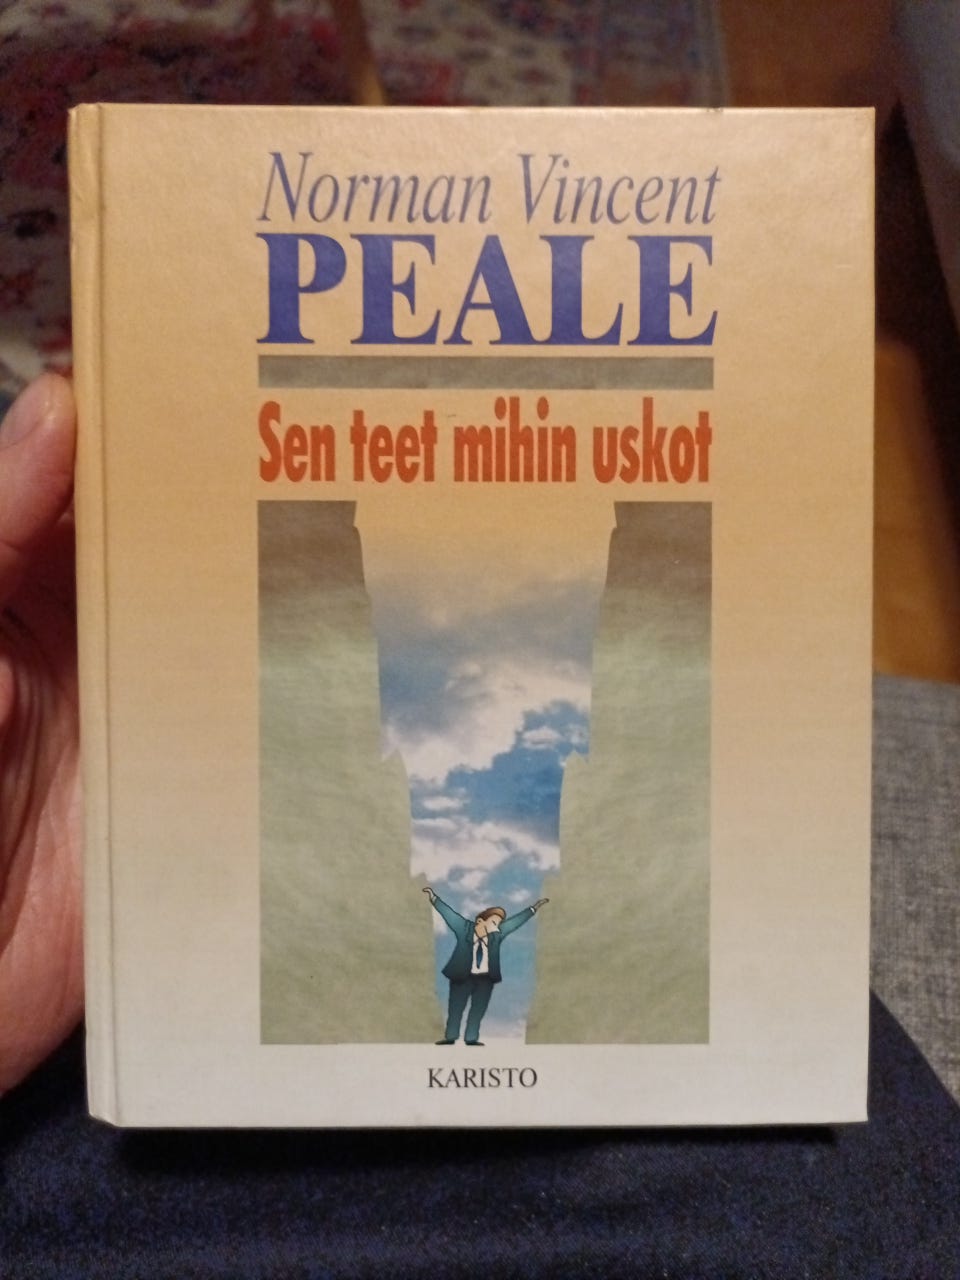 Norman Vincent
PEALE
Sen teet mihin uskot
KARISTO